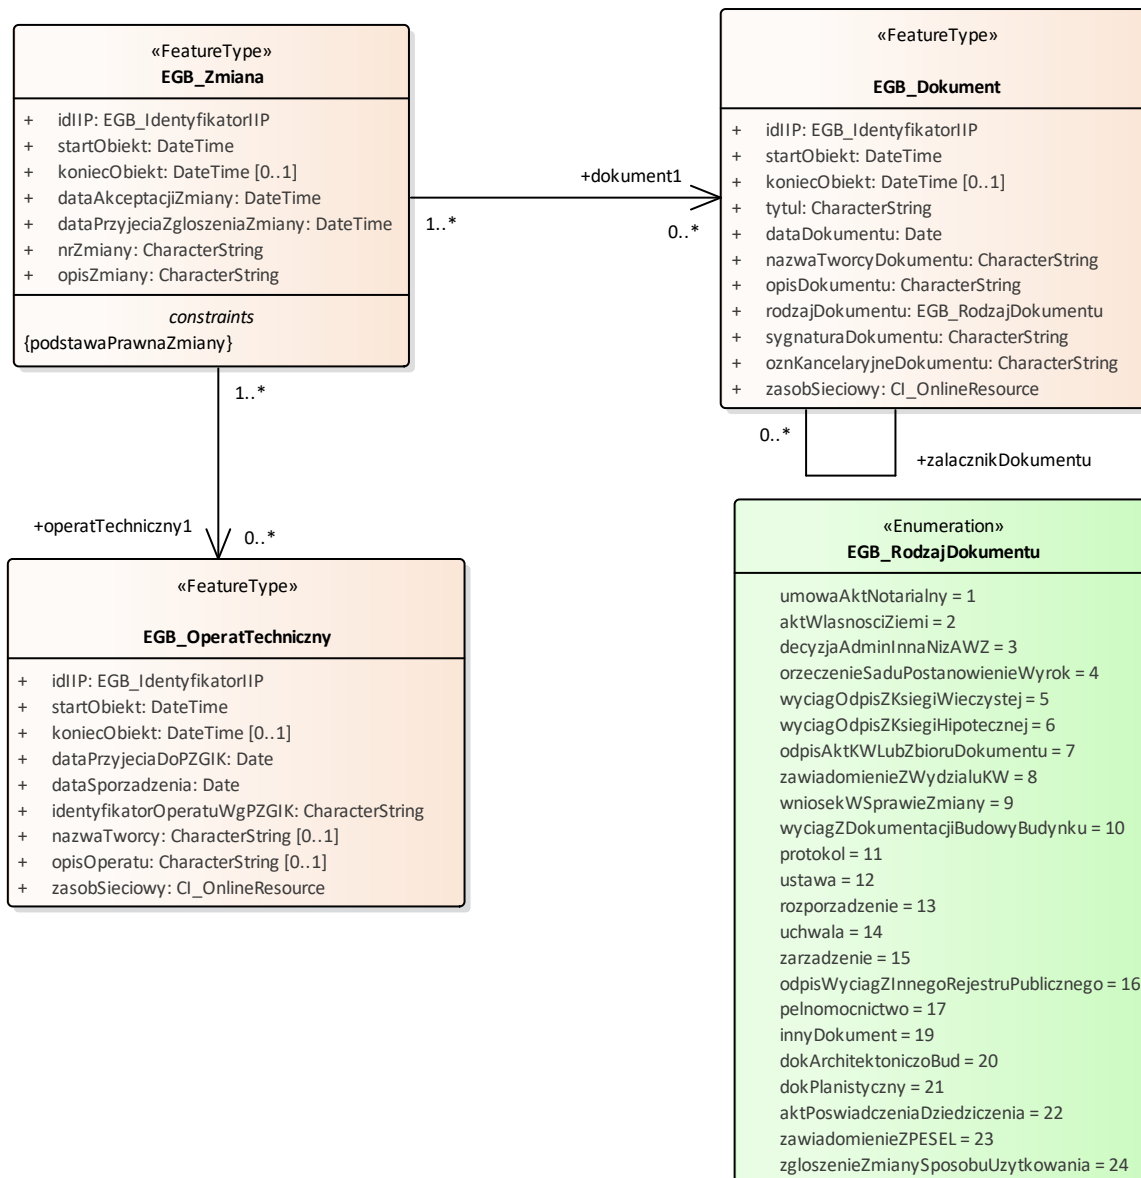 «FeatureType»
EGB_Zmiana
+ idIIP: EGB_IdentyfikatorIIP
+ startObiekt: DateTime
+ koniecObiekt: DateTime [0..1]
+ dataAkceptacjiZmiany: DateTime
+ dataPrzyjeciaZgloszeniaZmiany: DateTime
+ nrZmiany: CharacterString
+ opisZmiany: CharacterString
constraints
{podstawaPrawnaZmiany}
1..*
+dokument1
0..*
«FeatureType»
EGB_Dokument
+ idIIP: EGB_IdentyfikatorIIP
+ startObiekt: DateTime
+ koniecObiekt: DateTime [0..1]
+ tytul: CharacterString
+ dataDokumentu: Date
+ nazwaTworcyDokumentu: CharacterString
+ opisDokumentu: CharacterString
+ rodzajDokumentu: EGB_RodzajDokumentu
+ sygnaturaDokumentu: CharacterString
+ oznKancelaryjneDokumentu: CharacterString
+ zasobSieciowy: CI_OnlineResource
0..*
+zalacznikDokumentu
1..*
+operatTechniczny1
0..*
«FeatureType»
EGB_OperatTechniczny
+ idIIP: EGB_IdentyfikatorIIP
+ startObiekt: DateTime
+ koniecObiekt: DateTime [0..1]
+ dataPrzyjeciaDoPZGIK: Date
+ dataSporzadzenia: Date
+ identyfikatorOperatuWgPZGIK: CharacterString
+ nazwaTworcy: CharacterString [0..1]
+ opisOperatu: CharacterString [0..1]
+ zasobSieciowy: CI_OnlineResource
«Enumeration»
EGB_RodzajDokumentu
umowaAktNotarialny = 1
aktWlasnosciZiemi = 2
decyzjaAdminInnaNizAWZ = 3
orzeczenieSaduPostanowienieWyrok = 4
wyciagOdpisZKsiegiWieczystej = 5
wyciagOdpisZKsiegiHipotecznej = 6
odpisAktKWLubZbioruDokumentu = 7
zawiadomienieZWydzialuKW = 8
wniosekWSprawieZmiany = 9
wyciagZDokumentacjiBudowyBudynku = 10
protokol = 11
ustawa = 12
rozporzadzenie = 13
uchwala = 14
zarzadzenie = 15
odpisWyciagZInnegoRejestruPublicznego = 16
pelnomocnictwo = 17
innyDokument = 19
dokArchitektoniczoBud = 20
dokPlanistyczny = 21
aktPoswiadczeniaDziedziczenia = 22
zawiadomienieZPESEL = 23
zgloszenieZmianySposobuUzytkowania = 24